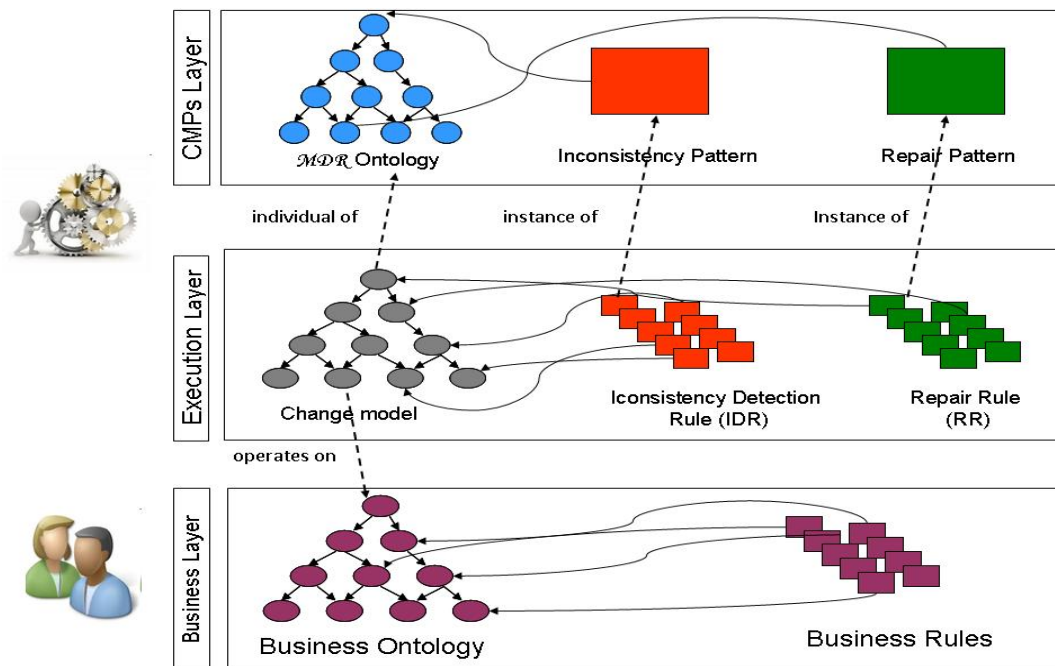 CMPs Layer
MDR Ontology
Inconsistency Pattern
Repair Pattern
individual of
instance of
Instance of
Execution Layer
Change model
Iconsistency Detection
Rule (IDR)
Repair Rule
(RR)
operates on
Business Layer
Business Ontology
Business Rules